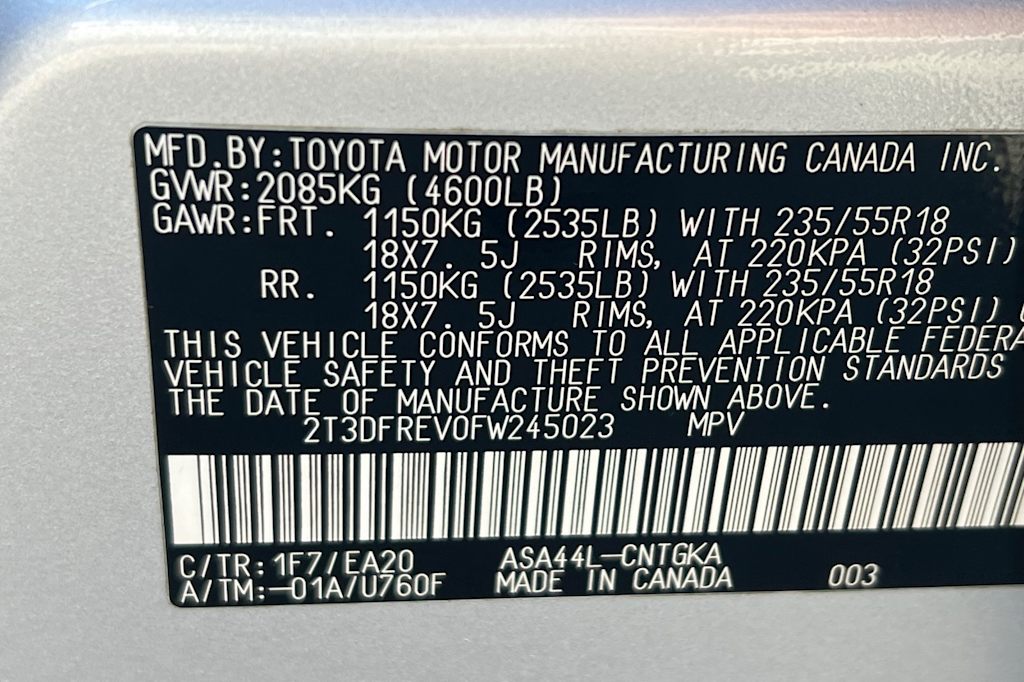 MFD.BY:TOYOTA MOTOR MANUFACTURING CANADA INC.
GVWR:2085KG (4600LB)
GAWR:FRT. 1150KG (2535LB) WITH 235/55R18
18X7. 5J RIMS, AT 220KPA (32PSI)
RR. 1150KG (2535LB) WITH 235/55R18
18X7. 5J RIMS, AT 220KPA (32PSI)
THIS VEHICLE CONFORMS TO ALL APPLICABLE FEDERA
VEHICLE SAFETY AND THEFT PREVENTION STANDARDS
THE DATE OF MANUFACTURE SHOWN ABOVE.
2T3DFREV0FW245023 MPV
C/TR:1F7/EA20 ASA44L-CNTGKA
A/TM:-01A/U760F MADE IN CANADA 003